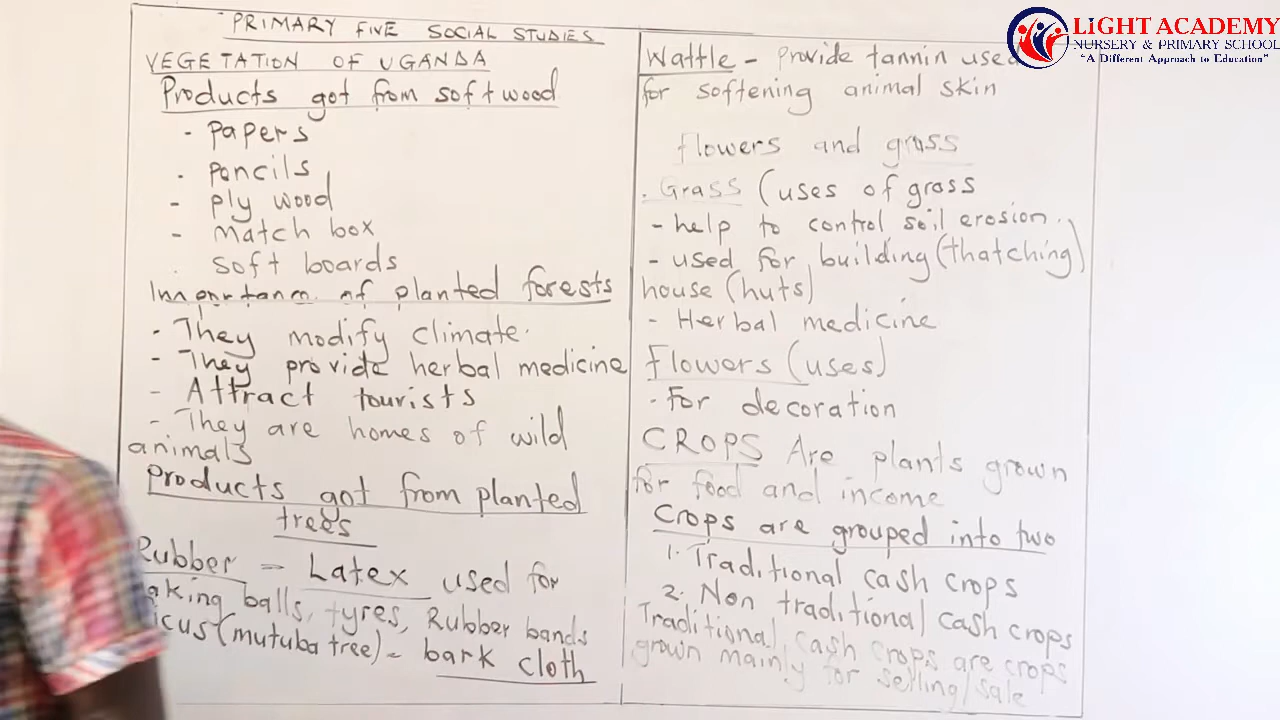 PRIMARY FIVE SOCIAL STUDIES
VEGETATION OF UGANDA
Products got from softwood
- papers
- pencils
- ply wood
- match box
. soft boards
Importance of planted forests
- They modify climate.
- They provide herbal medicine
- Attract tourists
- They are homes of wild
animals
products got from planted
trees
Rubber = Latex used for
aking balls, tyres, Rubber bands
icus (mutuba tree) - bark cloth
Wattle - provide tannin used
for softening animal skin
flowers and grass
. Grass (uses of grass
- help to control soil erosion.
- used for building (thatching)
house (huts)
- Herbal medicine
Flowers (uses)
- For decoration
CROPS Are plants grown
for food and income
Crops are grouped into two
1. Traditional cash crops
2. Non traditional cash crops
Traditional cash crops are crops
grown mainly for selling/sale
LIGHT ACADEMY
NURSERY & PRIMARY SCHOOL
"A Different Approach to Education"